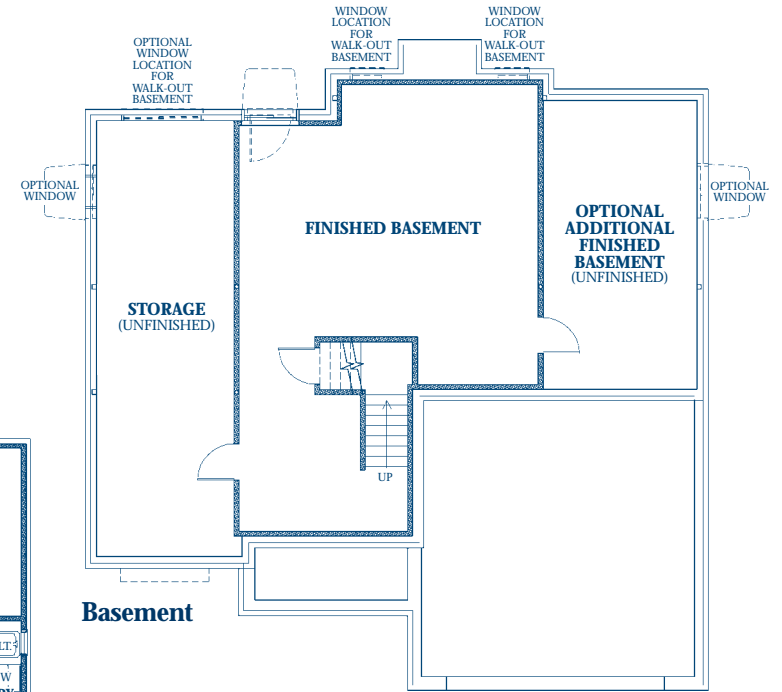 WINDOW
LOCATION
FOR
WALK-OUT
BASEMENT
WINDOW
LOCATION
FOR
WALK-OUT
BASEMENT
OPTIONAL
WINDOW
LOCATION
FOR
WALK-OUT
BASEMENT
OPTIONAL
WINDOW
OPTIONAL
WINDOW
FINISHED BASEMENT
OPTIONAL
ADDITIONAL
FINISHED
BASEMENT
(UNFINISHED)
STORAGE
(UNFINISHED)
UP
Basement
LT.
W